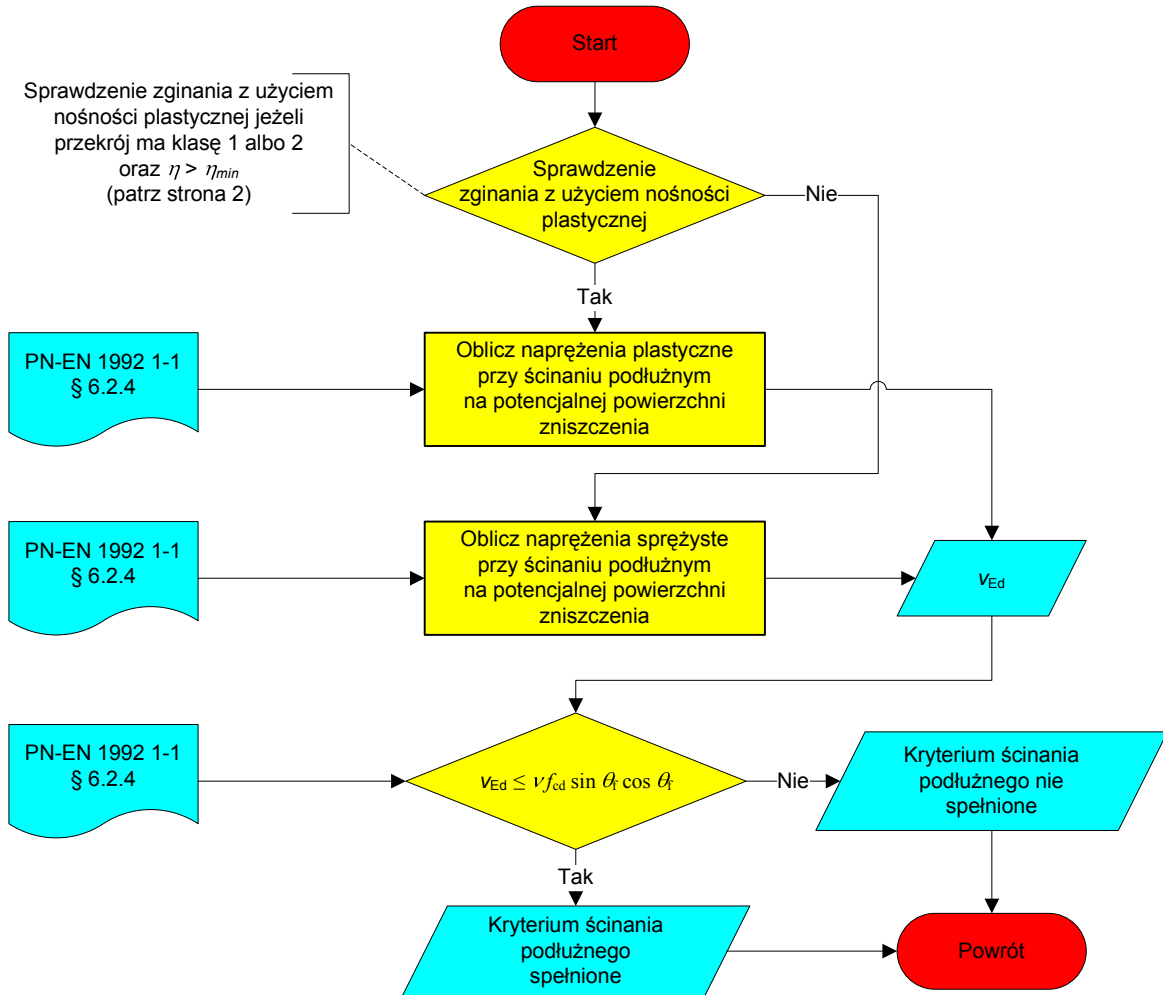 Start
Sprawdzenie zginania z użyciem
nośności plastycznej jeżeli
przekrój ma klasę 1 albo 2
oraz η > ηmin
(patrz strona 2)
Sprawdzenie
zginania z użyciem nośności
plastycznej
Nie
Tak
PN-EN 1992 1-1
§ 6.2.4
Oblicz naprężenia plastyczne
przy ścinaniu podłużnym
na potencjalnej powierzchni
zniszczenia
PN-EN 1992 1-1
§ 6.2.4
Oblicz naprężenia sprężyste
przy ścinaniu podłużnym
na potencjalnej powierzchni
zniszczenia
vEd
PN-EN 1992 1-1
§ 6.2.4
vEd ≤ νfcd sin θf cos θf
Nie
Kryterium ścinania
podłużnego nie
spełnione
Tak
Kryterium ścinania
podłużnego
spełnione
Powrót